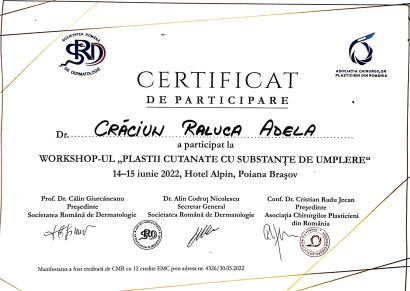 SOCIETATEA ROMÂNĂ
SRD
DE DERMATOLOGIE
ASOCIAȚIA CHIRURGILOR
PLASTICIENI DIN ROMÂNIA
CERTIFICAT
DE PARTICIPARE
Dr. CRĂCIUN RALUCA ADELA
a participat la
WORKSHOP-UL „PLASTII CUTANATE CU SUBSTANȚE DE UMPLERE“
14–15 iunie 2022, Hotel Alpin, Poiana Brașov
Prof. Dr. Călin Giurcăneanu
Președinte
Societatea Română de Dermatologie
Dr. Alin Codruț Nicolescu
Secretar General
Societatea Română de Dermatologie
Conf. Dr. Cristian Radu Jecan
Președinte
Asociația Chirurgilor Plasticieni
din România
Manifestarea a fost creditată de CMR cu 12 credite EMC prin adresa nr. 4326/30.05.2022